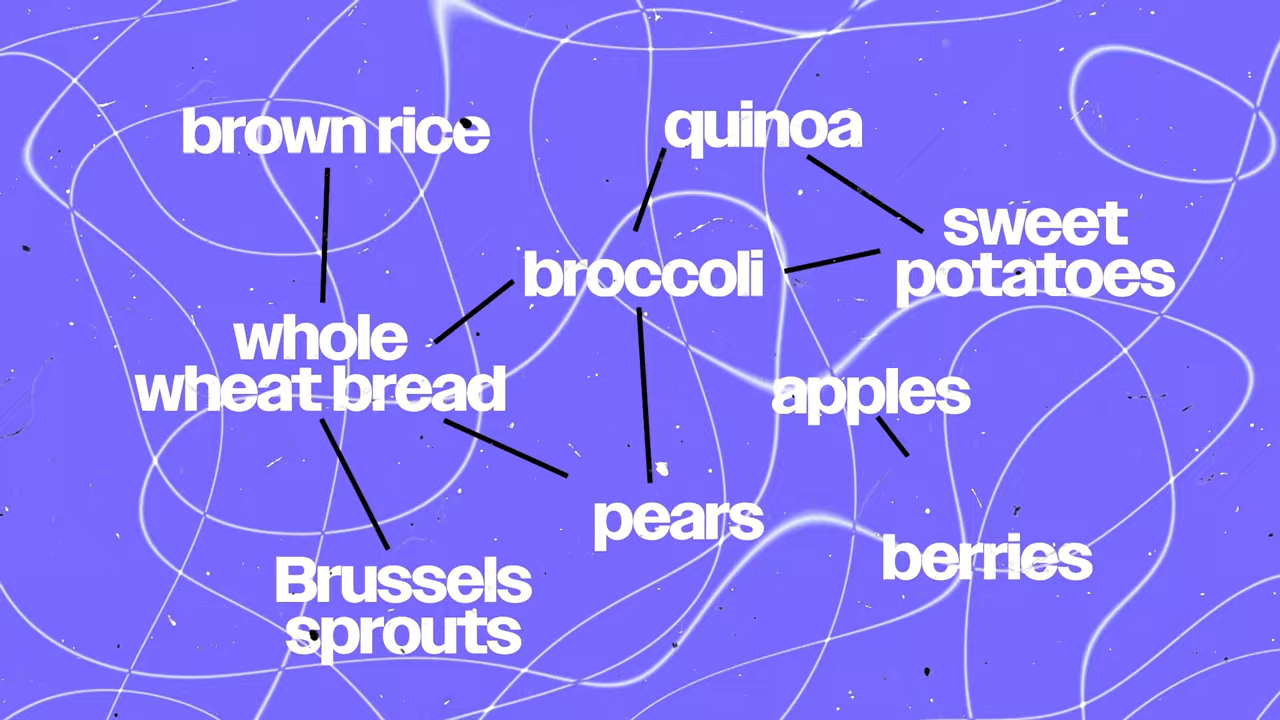 brown rice
quinoa
sweet
potatoes
broccoli
whole
wheat bread
apples
pears
berries
Brussels
sprouts